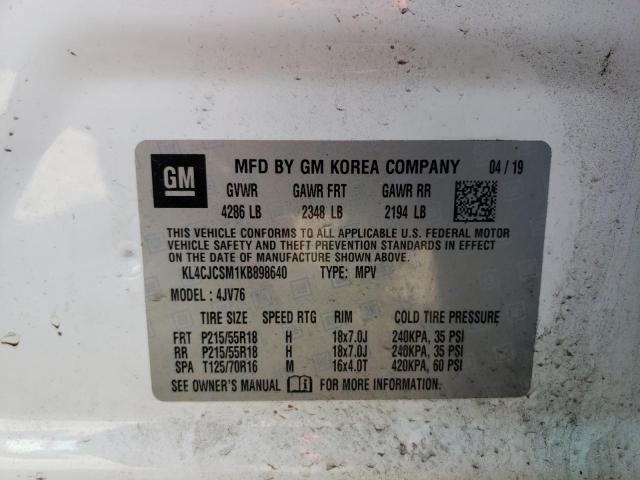 GM MFD BY GM KOREA COMPANY 04 / 19
GVWR GAWR FRT GAWR RR
4286 LB 2348 LB 2194 LB
THIS VEHICLE CONFORMS TO ALL APPLICABLE U.S. FEDERAL MOTOR
VEHICLE SAFETY AND THEFT PREVENTION STANDARDS IN EFFECT
ON THE DATE OF MANUFACTURE SHOWN ABOVE.
KL4CJCSM1KB898640 TYPE: MPV
MODEL : 4JV76
TIRE SIZE SPEED RTG RIM COLD TIRE PRESSURE
FRT P215/55R18 H 18x7.0J 240KPA, 35 PSI
RR P215/55R18 H 18x7.0J 240KPA, 35 PSI
SPA T125/70R16 M 16x4.0T 420KPA, 60 PSI
SEE OWNER'S MANUAL FOR MORE INFORMATION.